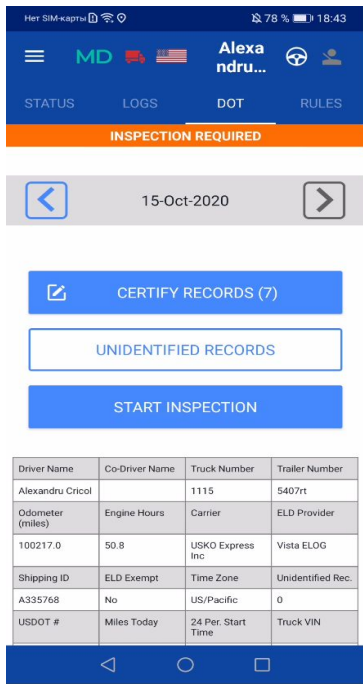 Нет SIM-карты 78 % 18:43
MD Alexa
ndru...
STATUS LOGS DOT RULES
INSPECTION REQUIRED
15-Oct-2020
CERTIFY RECORDS (7)
UNIDENTIFIED RECORDS
START INSPECTION
Driver Name Co-Driver Name Truck Number Trailer Number
Alexandru Cricol 1115 5407rt
Odometer Engine Hours Carrier ELD Provider
(miles)
100217.0 50.8 USKO Express Vista ELOG
Inc
Shipping ID ELD Exempt Time Zone Unidentified Rec.
A335768 No US/Pacific 0
USDOT # Miles Today 24 Per. Start Truck VIN
Time